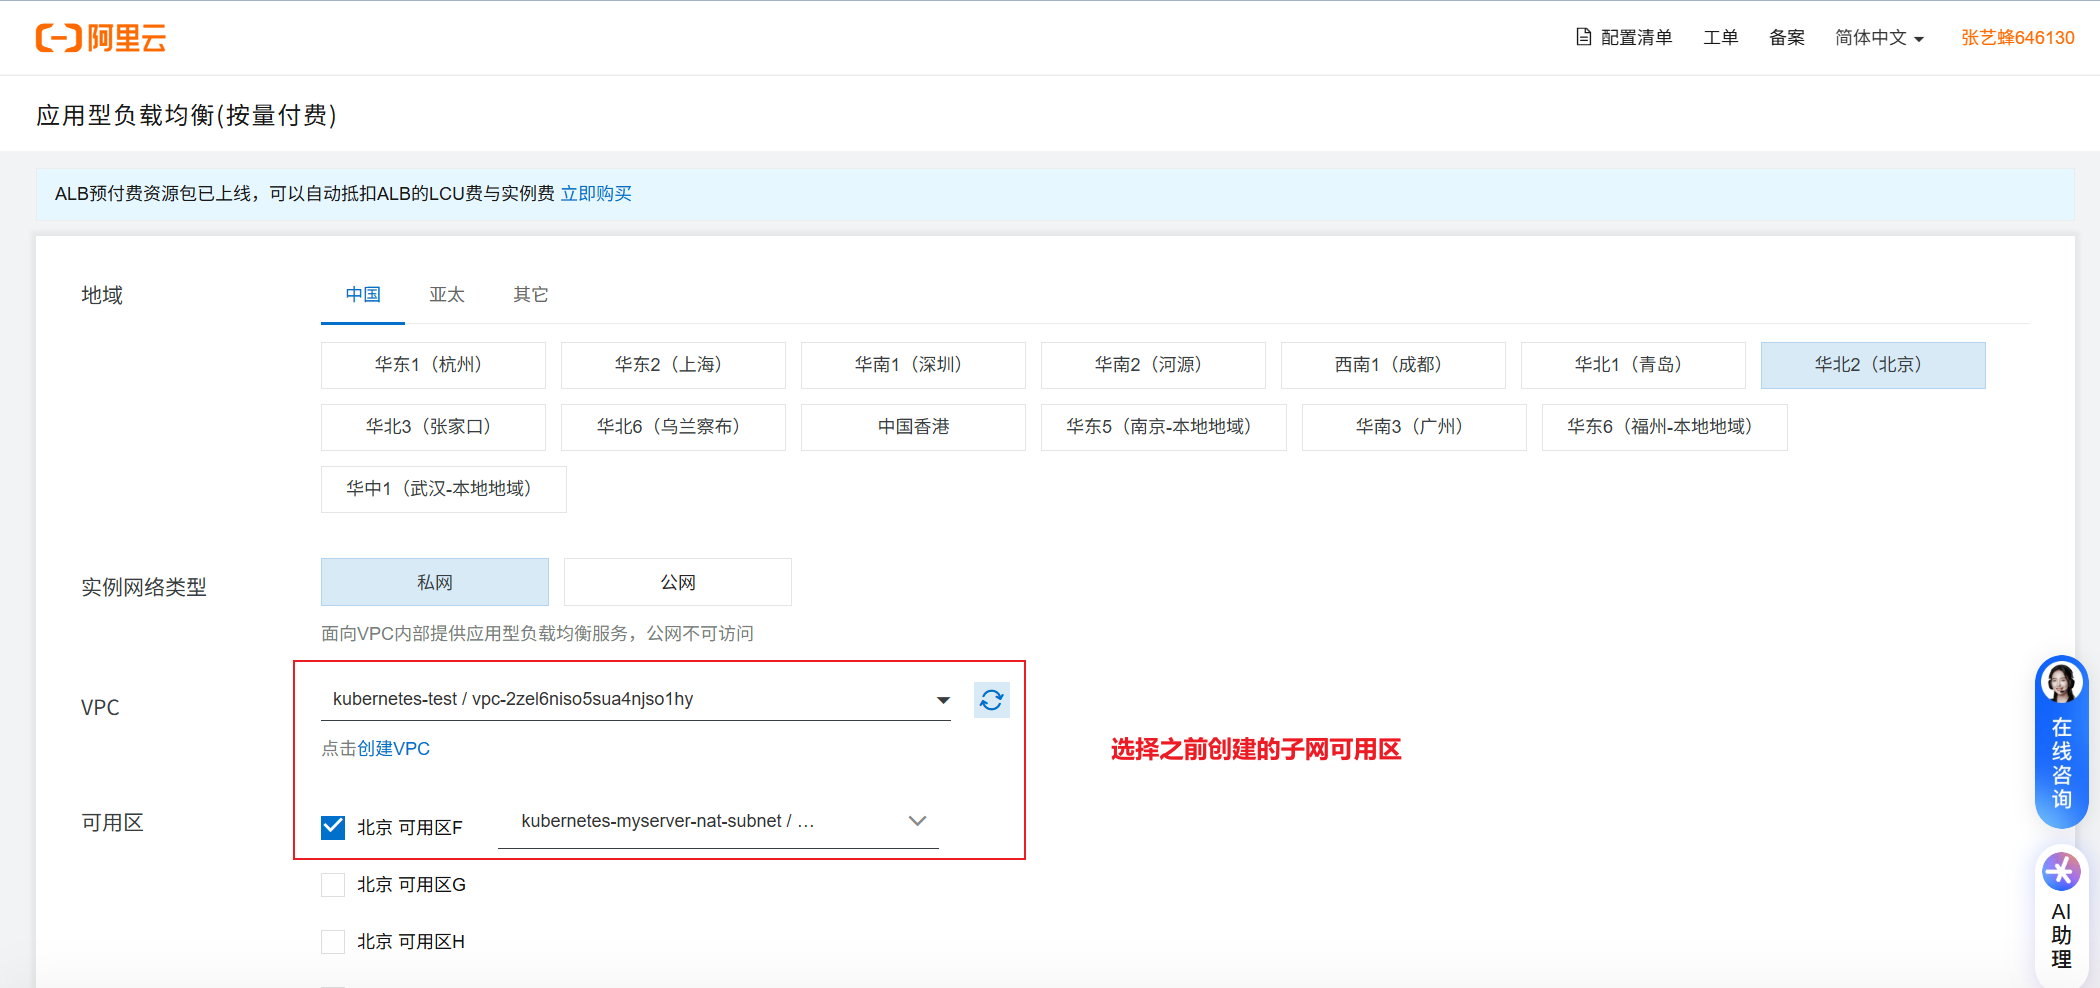 阿里云
配置清单 工单 备案 简体中文 张艺蜂646130
应用型负载均衡(按量付费)
ALB预付费资源包已上线，可以自动抵扣ALB的LCU费与实例费 立即购买
地域 中国 亚太 其它
华东1（杭州） 华东2（上海） 华南1（深圳） 华南2（河源） 西南1（成都） 华北1（青岛） 华北2（北京）
华北3（张家口） 华北6（乌兰察布） 中国香港 华东5（南京-本地地域） 华南3（广州） 华东6（福州-本地地域）
华中1（武汉-本地地域）
实例网络类型 私网 公网
面向VPC内部提供应用型负载均衡服务，公网不可访问
VPC kubernetes-test / vpc-2zel6niso5sua4njso1hy
点击创建VPC
选择之前创建的子网可用区
可用区 北京 可用区F kubernetes-myserver-nat-subnet / …
北京 可用区G
北京 可用区H
在线咨询
AI助理